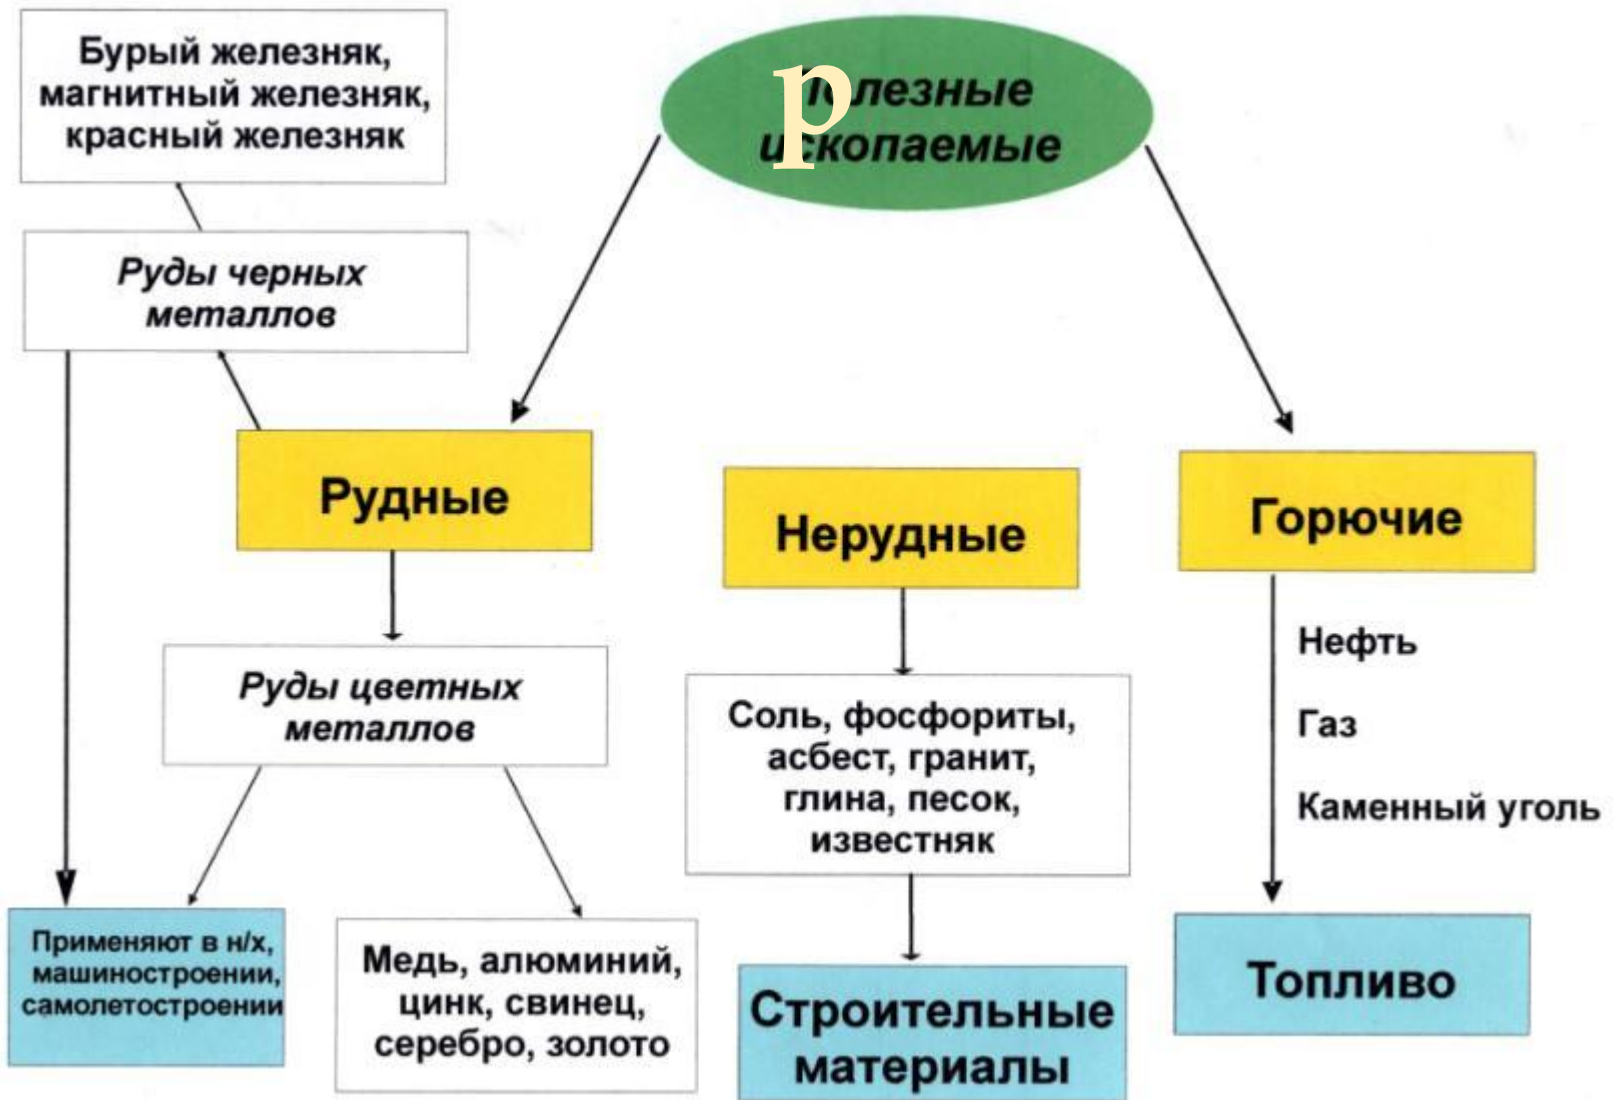 Бурый железняк,
магнитный железняк,
красный железняк
р
Полезные
ископаемые
Руды черных
металлов
Рудные
Нерудные
Горючие
Нефть
Газ
Каменный уголь
Руды цветных
металлов
Соль, фосфориты,
асбест, гранит,
глина, песок,
известняк
Применяют в н/х,
машиностроении,
самолетостроении
Медь, алюминий,
цинк, свинец,
серебро, золото
Строительные
материалы
Топливо